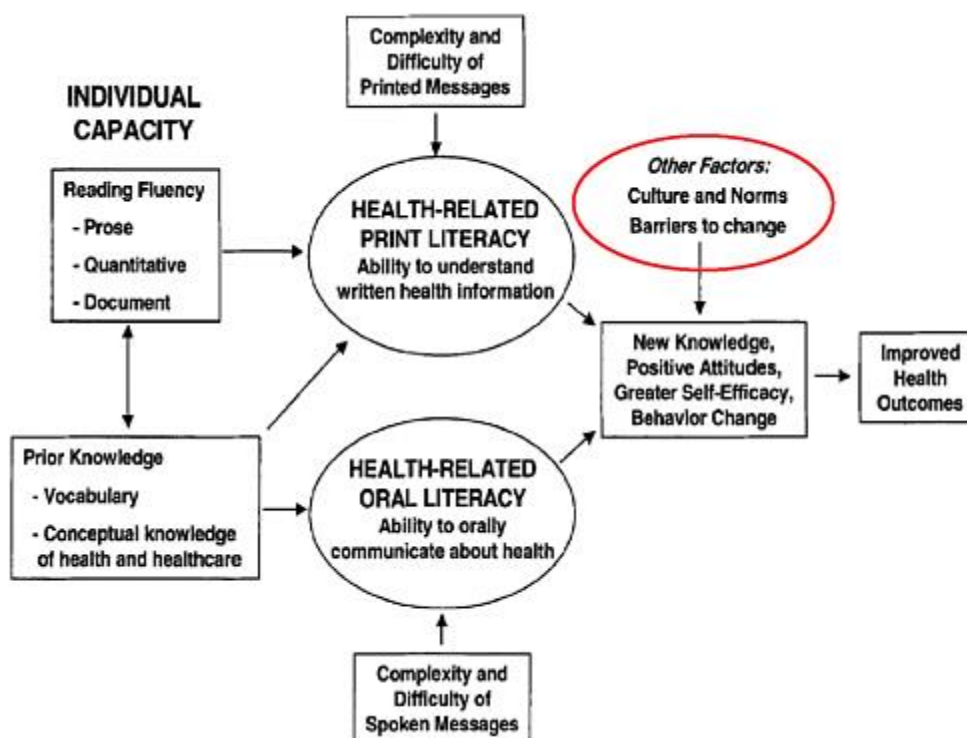 Complexity and
Difficulty of
Printed Messages
INDIVIDUAL
CAPACITY
Reading Fluency
- Prose
- Quantitative
- Document
HEALTH-RELATED
PRINT LITERACY
Ability to understand
written health information
Other Factors:
Culture and Norms
Barriers to change
New Knowledge,
Positive Attitudes,
Greater Self-Efficacy,
Behavior Change
Improved
Health
Outcomes
Prior Knowledge
- Vocabulary
- Conceptual knowledge
of health and healthcare
HEALTH-RELATED
ORAL LITERACY
Ability to orally
communicate about health
Complexity and
Difficulty of
Spoken Messages